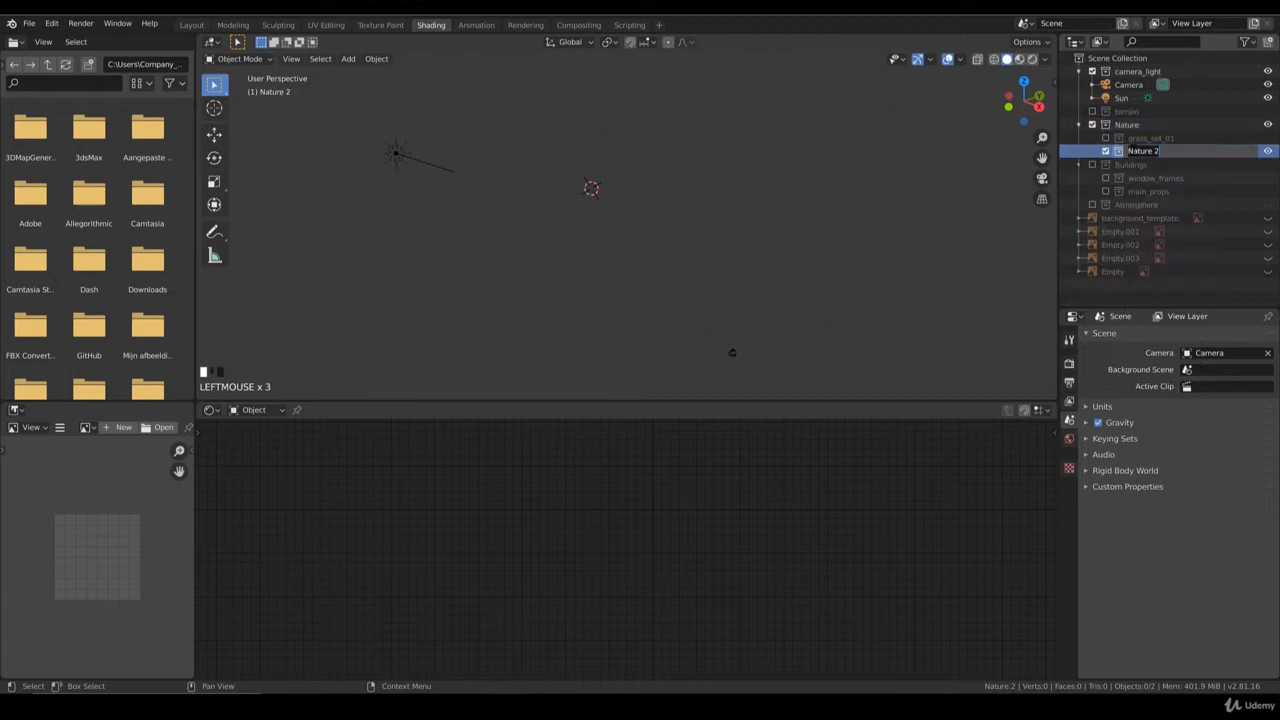 File Edit Render Window Help
Layout Modeling Sculpting UV Editing Texture Paint Shading Animation Rendering Compositing Scripting +
Scene View Layer
View Select
Global
Options
C:\Users\Company_...
Object Mode View Select Add Object
User Perspective
(1) Nature 2
Z
Y
X
Scene Collection
camera_light
Camera
Sun
terrain
Nature
grass_set_01
Nature 2
Buildings
window_frames
main_props
Atmosphere
background_template.
Empty.001
Empty.002
Empty.003
Empty
3DMapGener... 3dsMax Aangepaste ...
Adobe Allegorithmic Camtasia
Camtasia St... Dash Downloads
FBX Convert... GitHub Mijn afbeeldi...
LEFTMOUSE x 3
Scene View Layer
Scene
Camera Camera
Background Scene
Active Clip
Units
Gravity
Keying Sets
Audio
Rigid Body World
Custom Properties
Object
View New Open
Select Box Select Pan View Context Menu
Nature 2 | Verts:0 | Faces:0 | Tris:0 | Objects:0/2 | Mem: 401.9 MiB | v2.81.16
Udemy